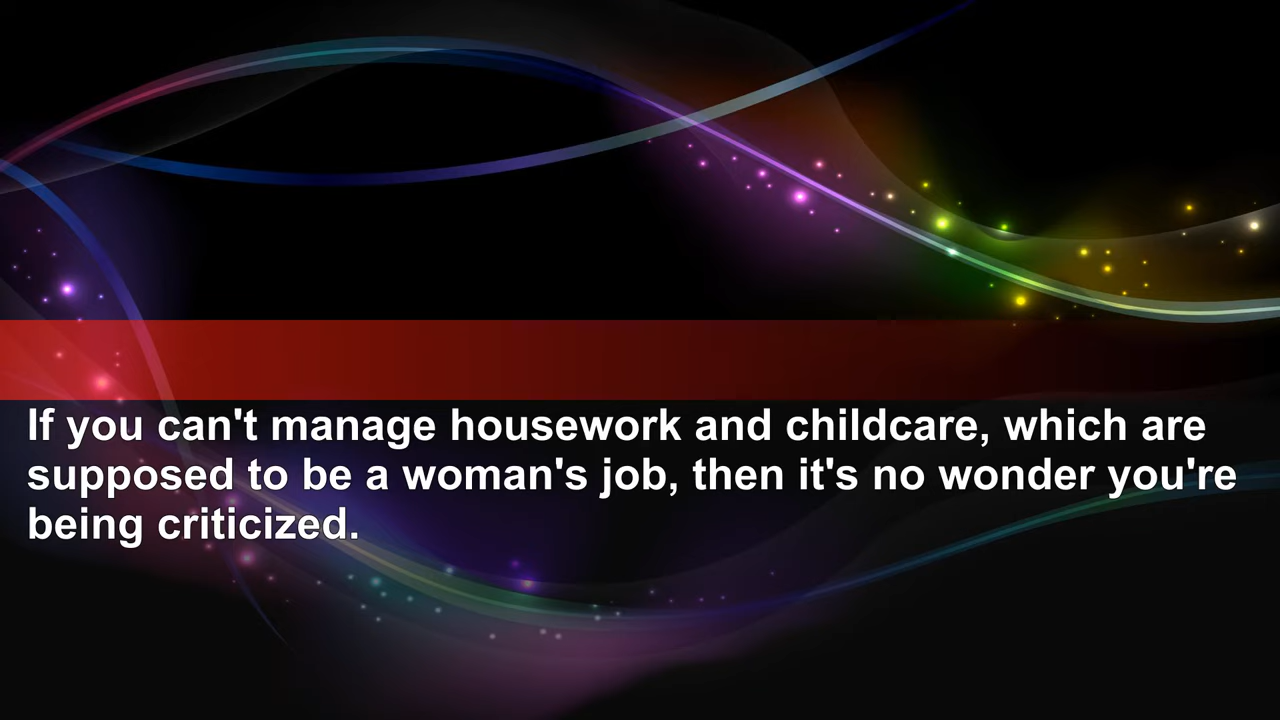 If you can't manage housework and childcare, which are
supposed to be a woman's job, then it's no wonder you're
being criticized.